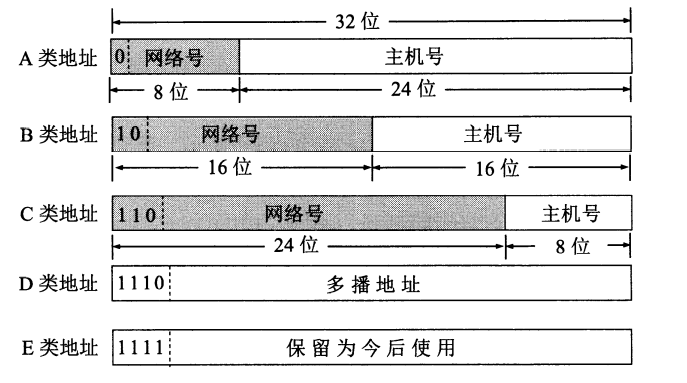 32 位
A 类地址 0 网络号 主机号
8 位 24 位
B 类地址 10 网络号 主机号
16 位 16 位
C 类地址 110 网络号 主机号
24 位 8 位
D 类地址 1110 多播地址
E 类地址 1111 保留为今后使用